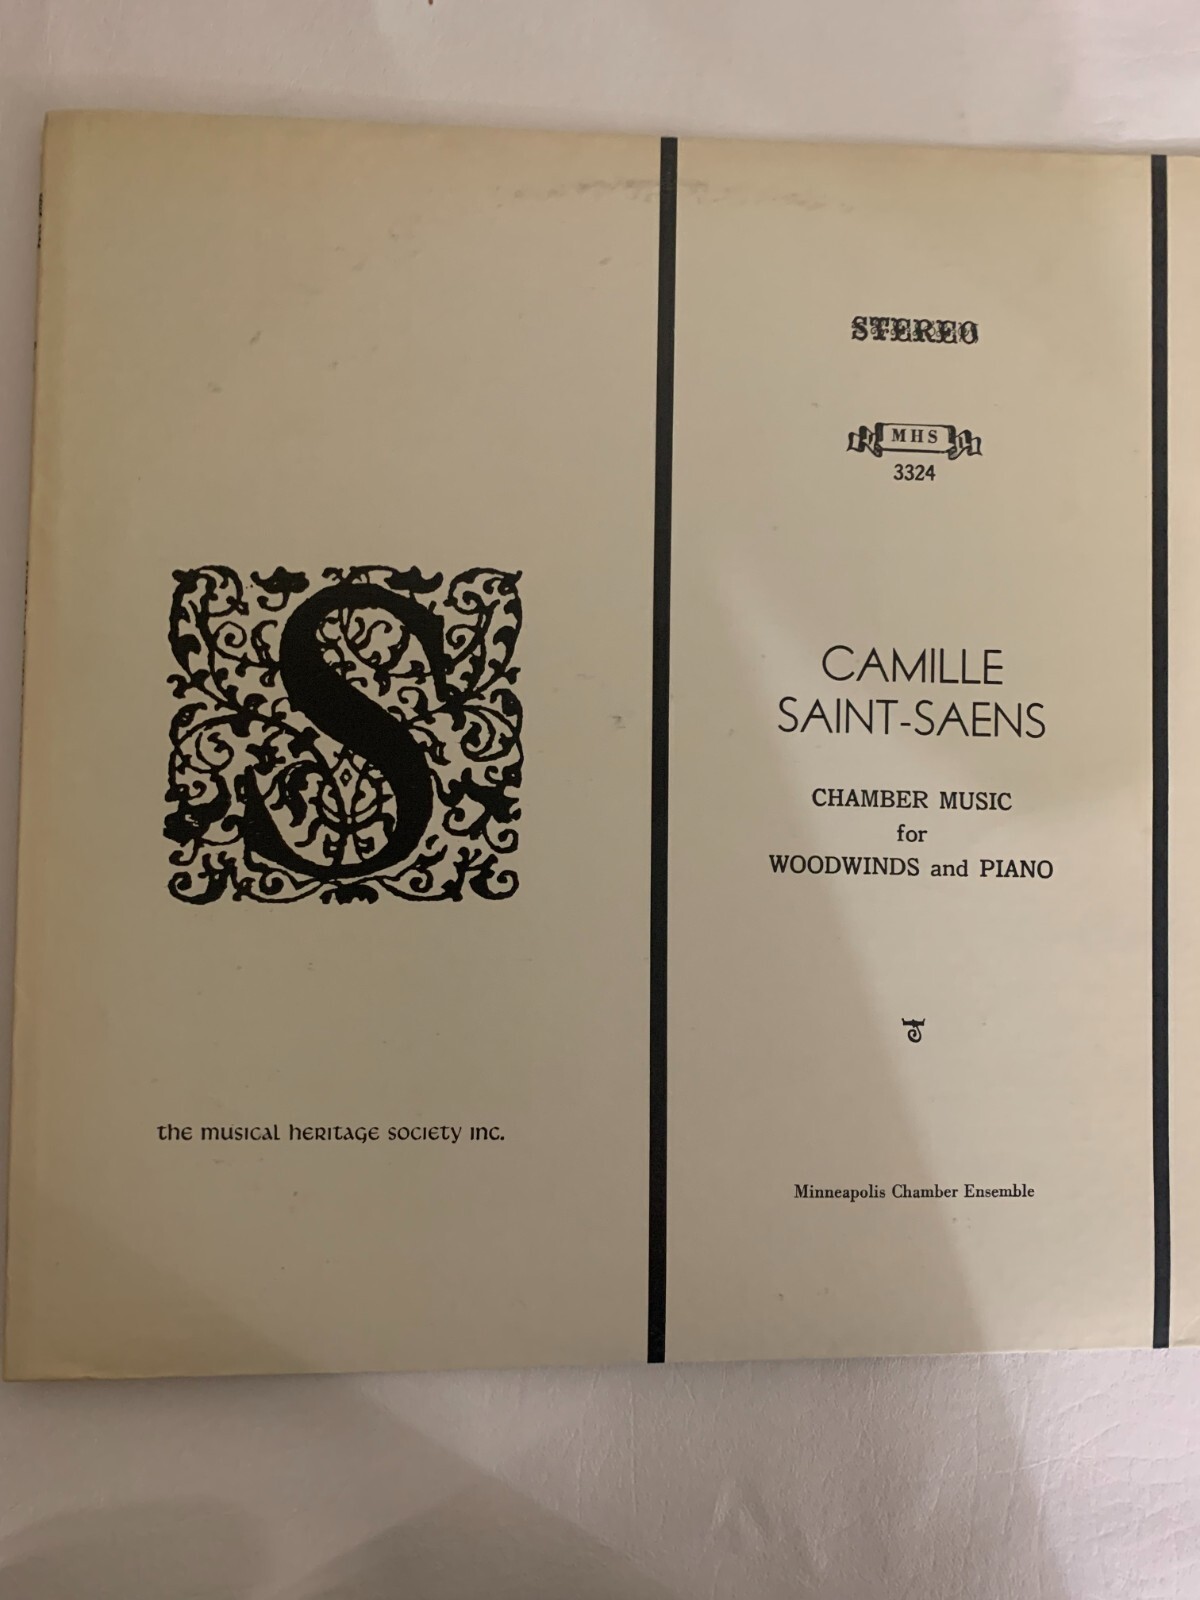 STEREO
MHS
3324
CAMILLE
SAINT-SAENS
CHAMBER MUSIC
for
WOODWINDS and PIANO
S
the musical heritage society inc.
Minneapolis Chamber Ensemble